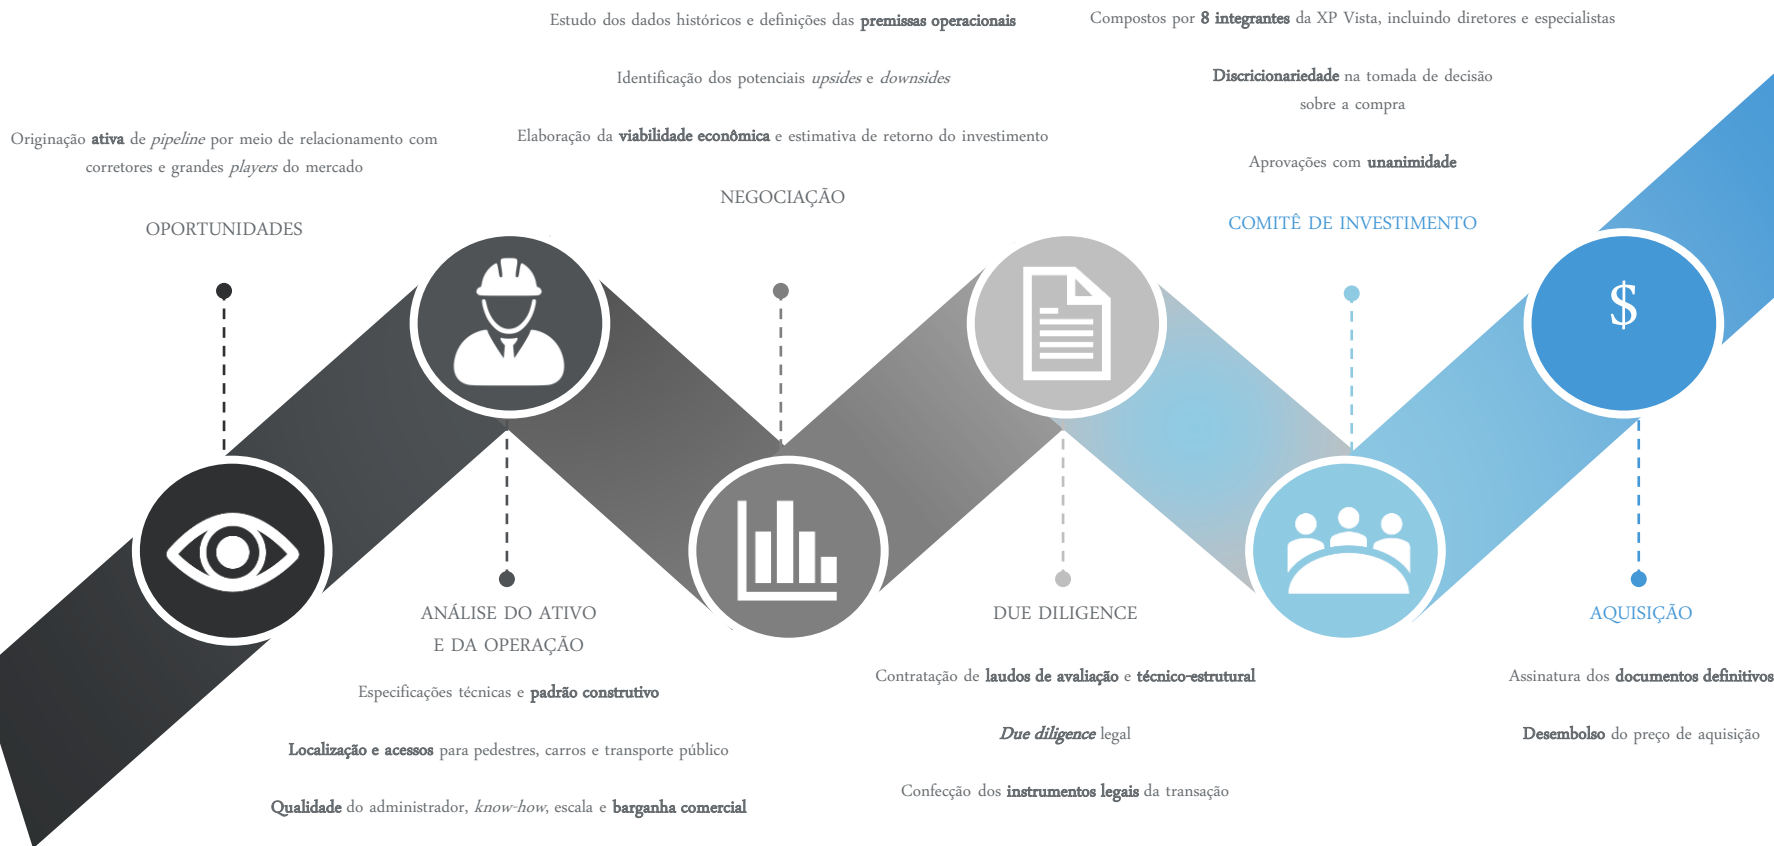 Originação ativa de pipeline por meio de relacionamento com
corretores e grandes players do mercado
OPORTUNIDADES
ANÁLISE DO ATIVO
E DA OPERAÇÃO
Especificações técnicas e padrão construtivo
Localização e acessos para pedestres, carros e transporte público
Qualidade do administrador, know-how, escala e barganha comercial
Estudo dos dados históricos e definições das premissas operacionais
Identificação dos potenciais upsides e downsides
Elaboração da viabilidade econômica e estimativa de retorno do investimento
NEGOCIAÇÃO
DUE DILIGENCE
Contratação de laudos de avaliação e técnico-estrutural
Due diligence legal
Confecção dos instrumentos legais da transação
Compostos por 8 integrantes da XP Vista, incluindo diretores e especialistas
Discricionariedade na tomada de decisão
sobre a compra
Aprovações com unanimidade
COMITÊ DE INVESTIMENTO
$
AQUISIÇÃO
Assinatura dos documentos definitivos
Desembolso do preço de aquisição